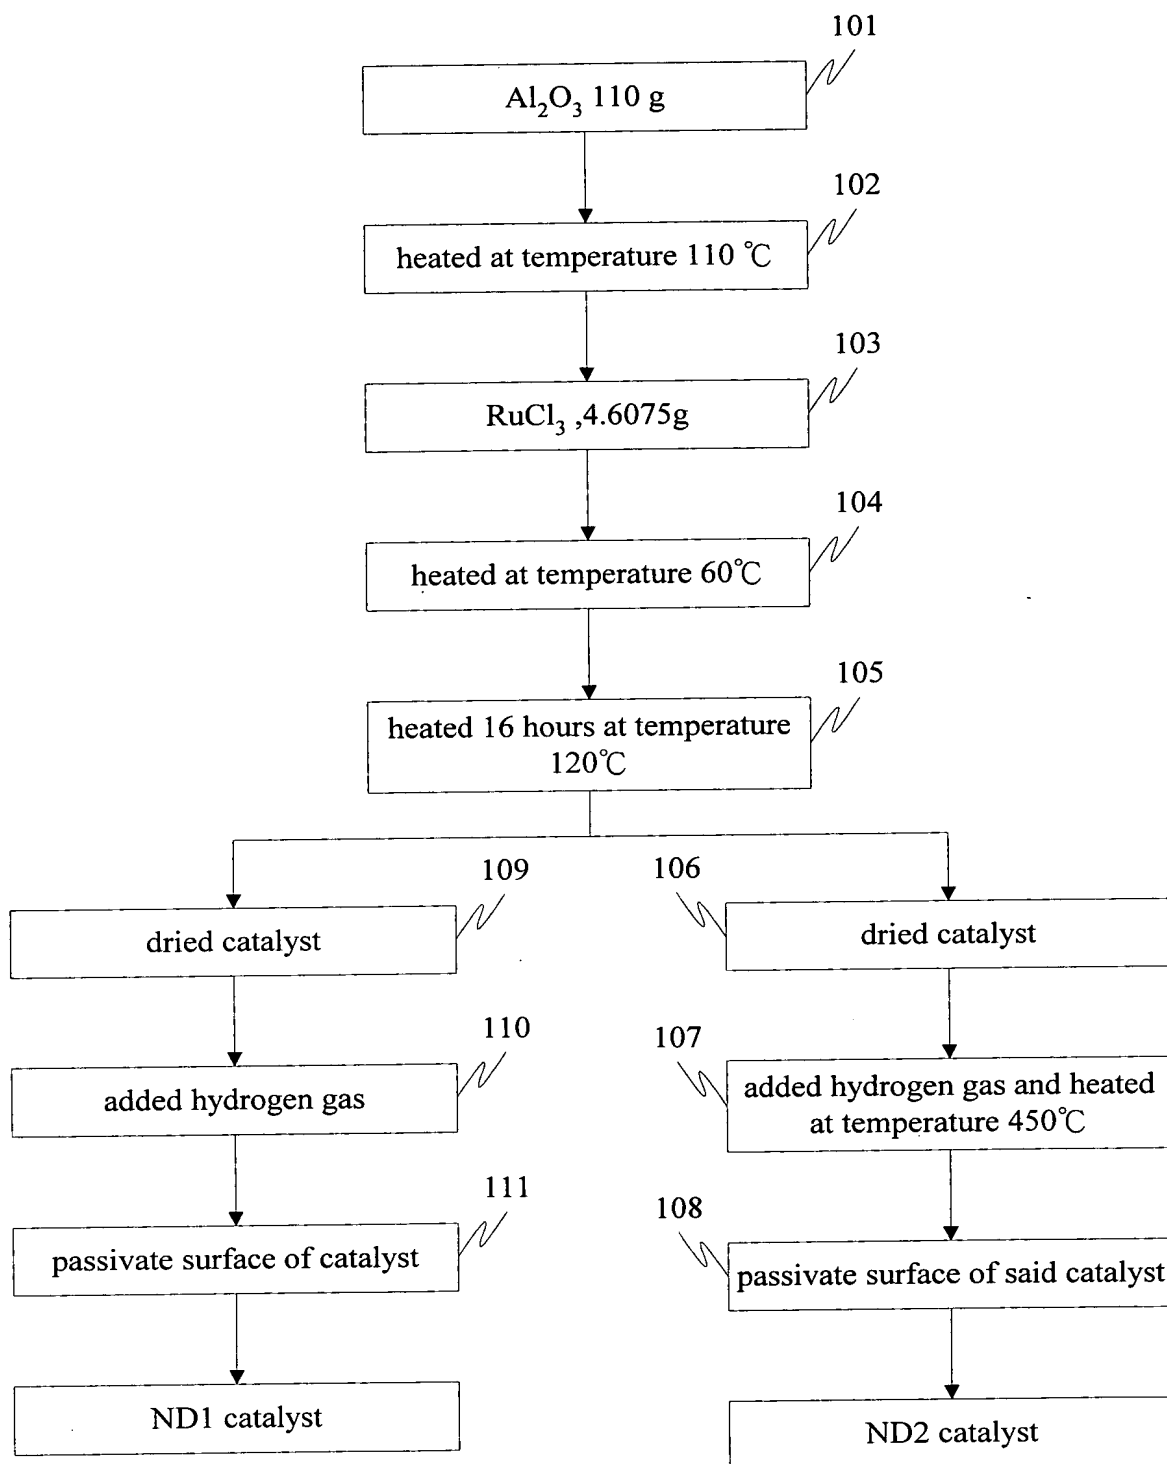 101
Al₂O₃ 110 g
102
heated at temperature 110 ℃
103
RuCl₃ ,4.6075g
104
heated at temperature 60℃
105
heated 16 hours at temperature
120℃
109
106
dried catalyst
dried catalyst
110
107
added hydrogen gas
added hydrogen gas and heated
at temperature 450℃
111
108
passivate surface of catalyst
passivate surface of said catalyst
ND1 catalyst
ND2 catalyst